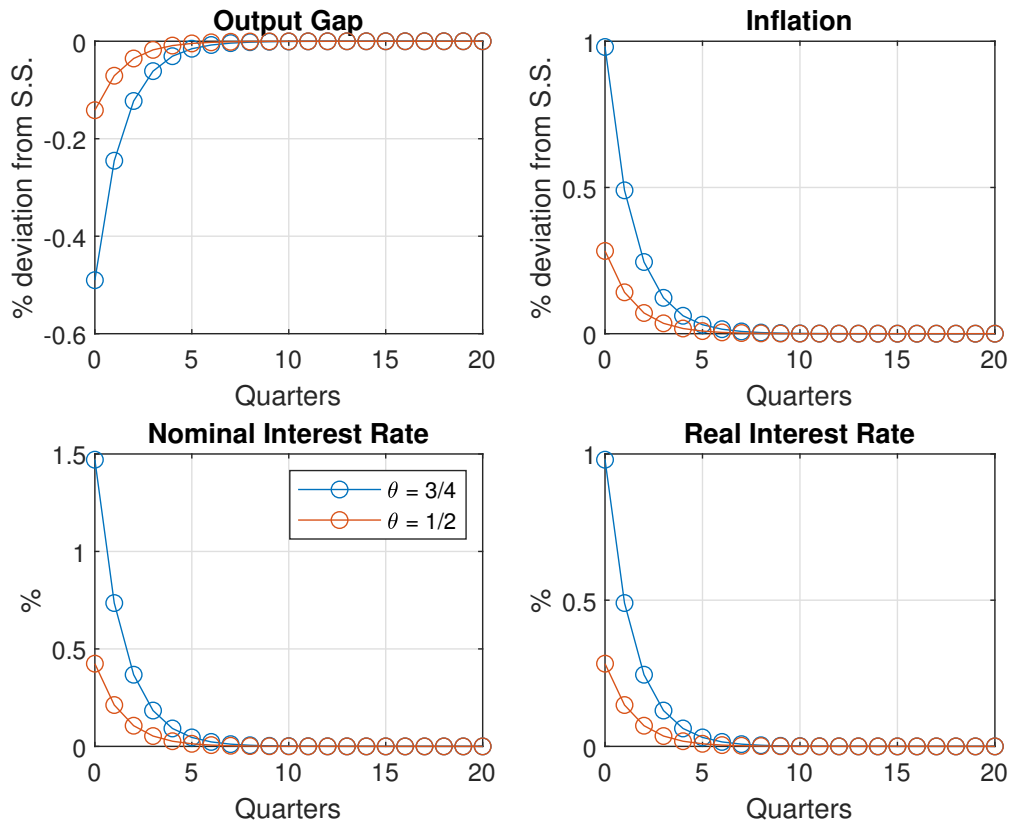 Output Gap
% deviation from S.S.
0
-0.2
-0.4
-0.6
0 5 10 15 20
Quarters
Inflation
% deviation from S.S.
1
0.5
0
0 5 10 15 20
Quarters
Nominal Interest Rate
%
1.5
1
0.5
0
θ = 3/4
θ = 1/2
0 5 10 15 20
Quarters
Real Interest Rate
%
1
0.5
0
0 5 10 15 20
Quarters